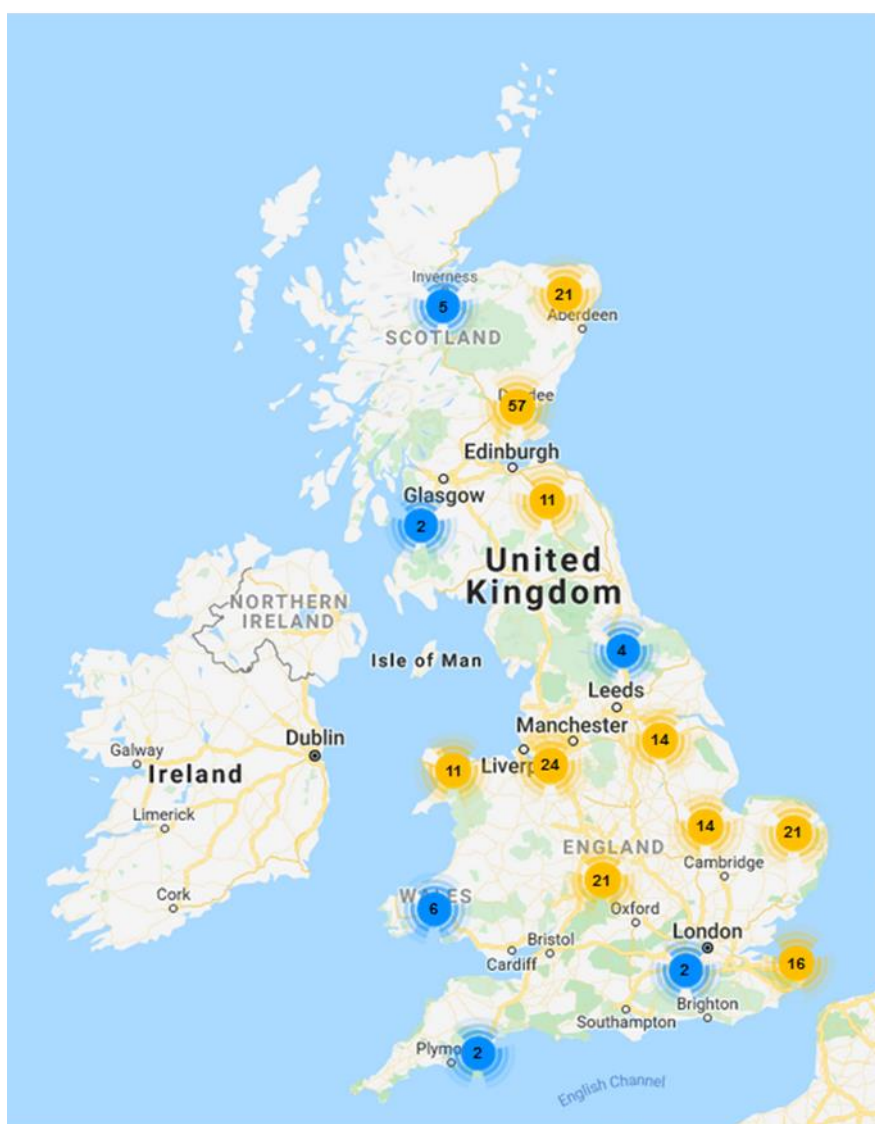 Inverness
5
21
Aberdeen
SCOTLAND
57
Edinburgh
Glasgow
11
2
United
Kingdom
NORTHERN
IRELAND
Isle of Man
4
Leeds
Manchester
14
Dublin
Galway
Ireland
11
Liverp
24
Limerick
14
21
ENGLAND
Cambridge
21
Cork
6
Oxford
London
Bristol
Cardiff
2
16
Brighton
Southampton
Plymo
2
English Channel